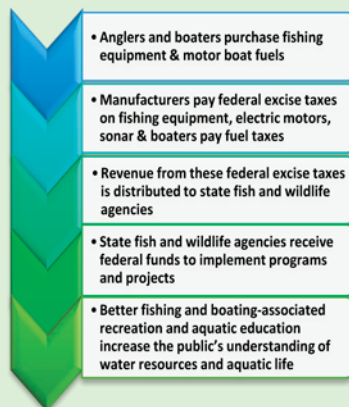 • Anglers and boaters purchase fishing
equipment & motor boat fuels
• Manufacturers pay federal excise taxes
on fishing equipment, electric motors,
sonar & boaters pay fuel taxes
• Revenue from these federal excise taxes
is distributed to state fish and wildlife
agencies
• State fish and wildlife agencies receive
federal funds to implement programs
and projects
• Better fishing and boating-associated
recreation and aquatic education
increase the public's understanding of
water resources and aquatic life